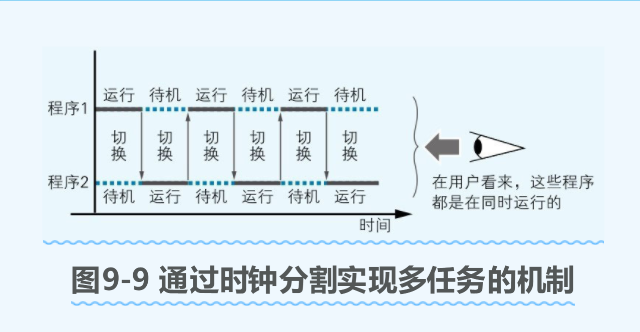 运行 待机 运行 待机 运行 待机
程序1
切换 切换 切换 切换 切换 切换
程序2
待机 运行 待机 运行 待机 运行
时间
在用户看来，这些程序
都是在同时运行的
图9-9 通过时钟分割实现多任务的机制